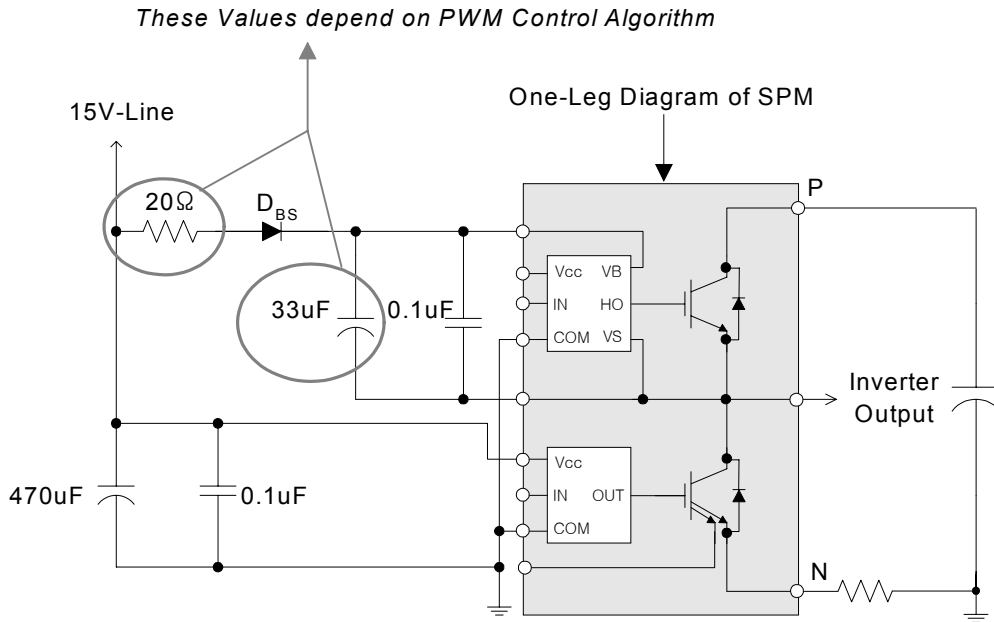 These Values depend on PWM Control Algorithm
One-Leg Diagram of SPM
15V-Line
P
20Ω
D_BS
Vcc
VB
33uF
0.1uF
IN
HO
COM
VS
Inverter
Output
Vcc
470uF
0.1uF
IN
OUT
COM
N